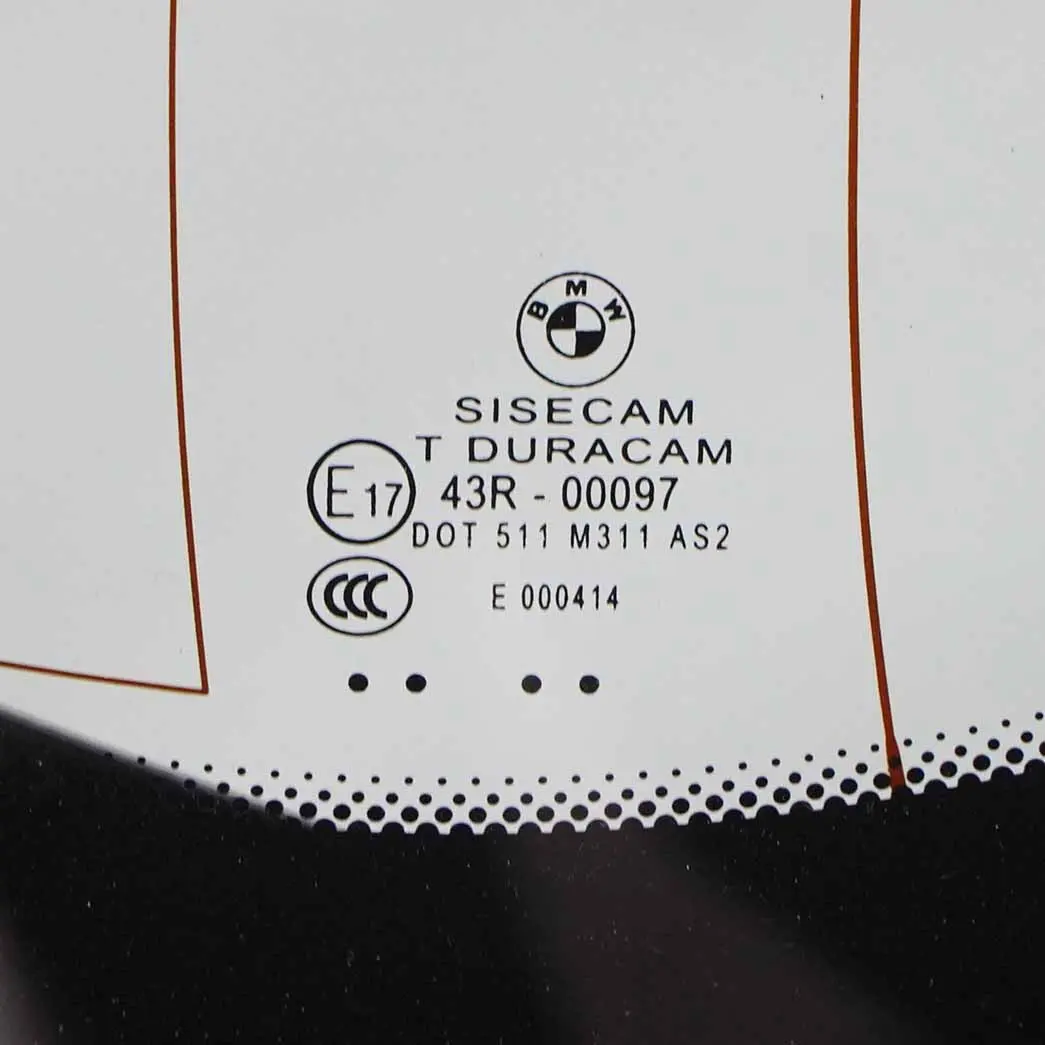 BMW
SISECAM
T DURACAM
E17 43R - 00097
DOT 511 M311 AS2
CCC E 000414